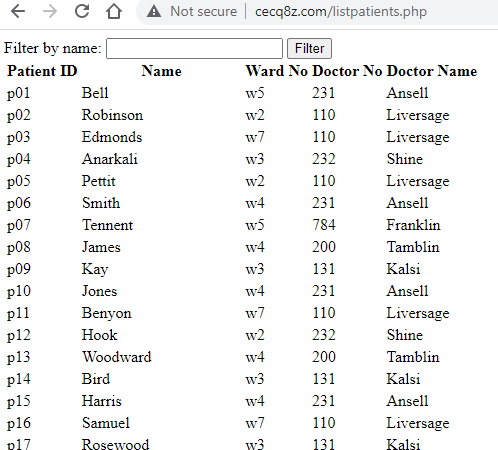 Not secure | cecq8z.com/listpatients.php
Filter by name: Filter
Patient ID Name Ward No Doctor No Doctor Name
p01 Bell w5 231 Ansell
p02 Robinson w2 110 Liversage
p03 Edmonds w7 110 Liversage
p04 Anarkali w3 232 Shine
p05 Pettit w2 110 Liversage
p06 Smith w4 231 Ansell
p07 Tennent w5 784 Franklin
p08 James w4 200 Tamblin
p09 Kay w3 131 Kalsi
p10 Jones w4 231 Ansell
p11 Benyon w7 110 Liversage
p12 Hook w2 232 Shine
p13 Woodward w4 200 Tamblin
p14 Bird w3 131 Kalsi
p15 Harris w4 231 Ansell
p16 Samuel w7 110 Liversage
p17 Rosewood w3 131 Kalsi